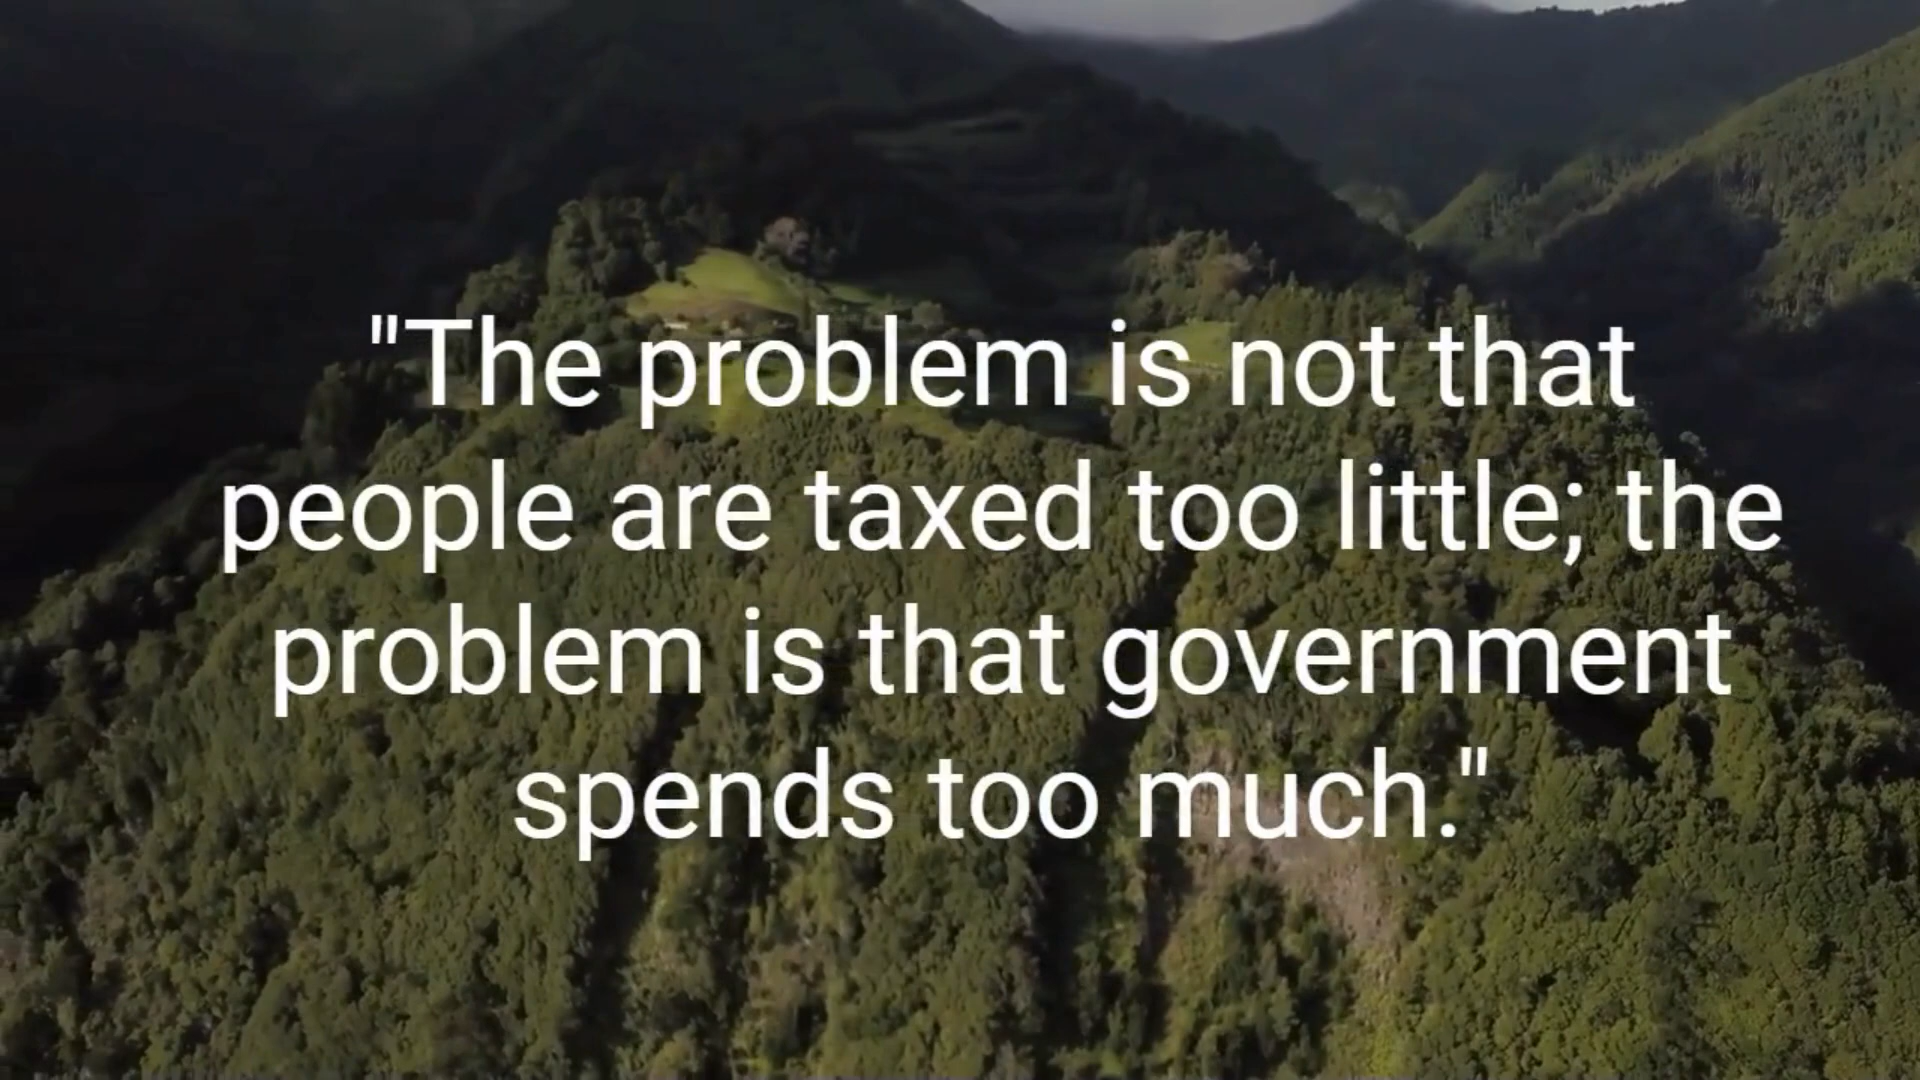 "The problem is not that
people are taxed too little; the
problem is that government
spends too much."